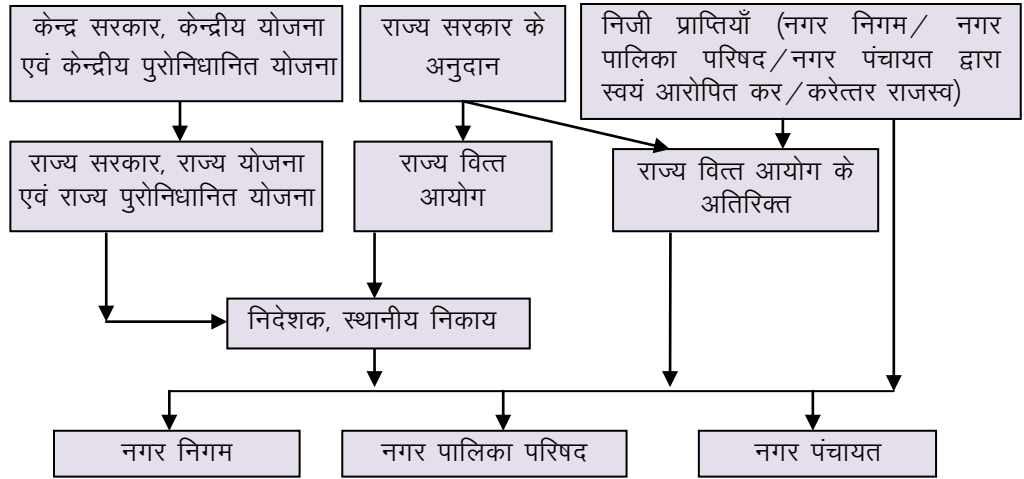 केन्द्र सरकार, केन्द्रीय योजना
एवं केन्द्रीय पुरोनिधानित योजना
राज्य सरकार के
अनुदान
निजी प्राप्तियाँ (नगर निगम/ नगर
पालिका परिषद/नगर पंचायत द्वारा
स्वयं आरोपित कर/करेत्तर राजस्व)
राज्य सरकार, राज्य योजना
एवं राज्य पुरोनिधानित योजना
राज्य वित्त
आयोग
राज्य वित्त आयोग के
अतिरिक्त
निदेशक, स्थानीय निकाय
नगर निगम
नगर पालिका परिषद
नगर पंचायत